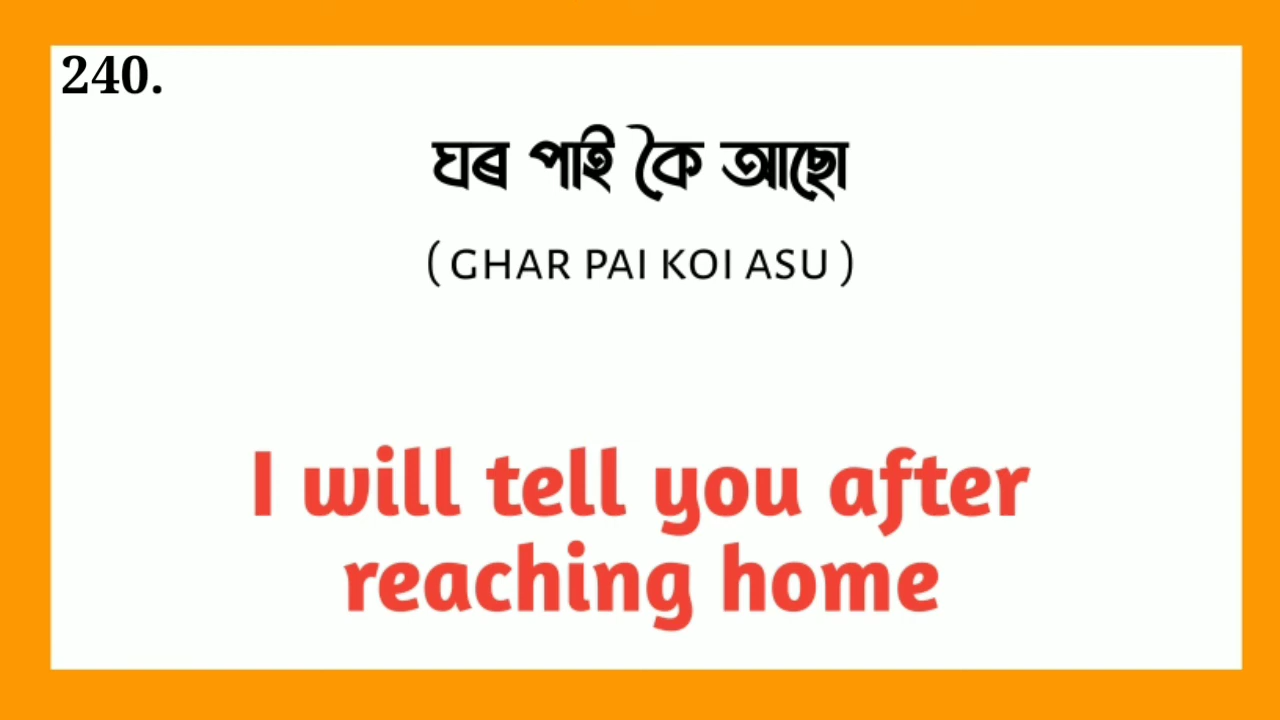 240.
ঘৰ পাই কৈ আছো
( GHAR PAI KOI ASU )
I will tell you after
reaching home